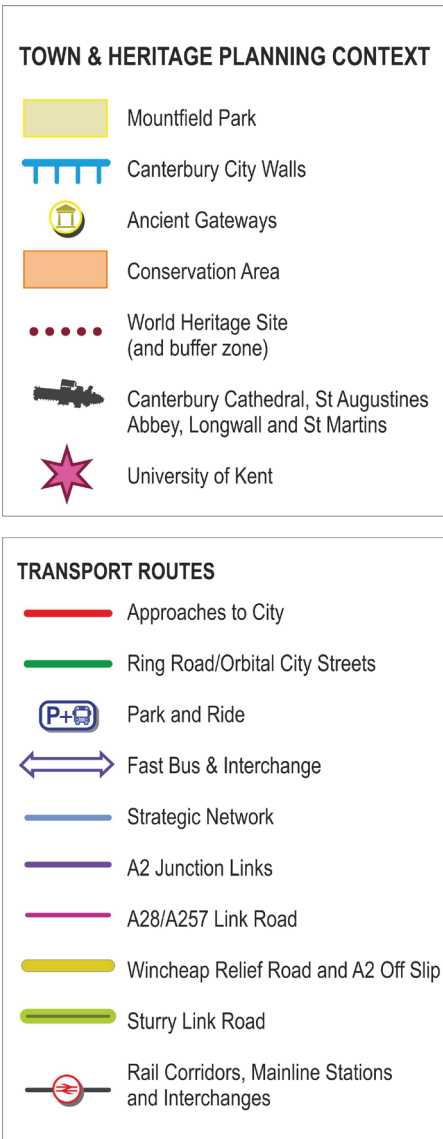 TOWN & HERITAGE PLANNING CONTEXT
Mountfield Park
Canterbury City Walls
Ancient Gateways
Conservation Area
World Heritage Site
(and buffer zone)
Canterbury Cathedral, St Augustines
Abbey, Longwall and St Martins
University of Kent
TRANSPORT ROUTES
Approaches to City
Ring Road/Orbital City Streets
P+
Park and Ride
Fast Bus & Interchange
Strategic Network
A2 Junction Links
A28/A257 Link Road
Wincheap Relief Road and A2 Off Slip
Sturry Link Road
Rail Corridors, Mainline Stations
and Interchanges